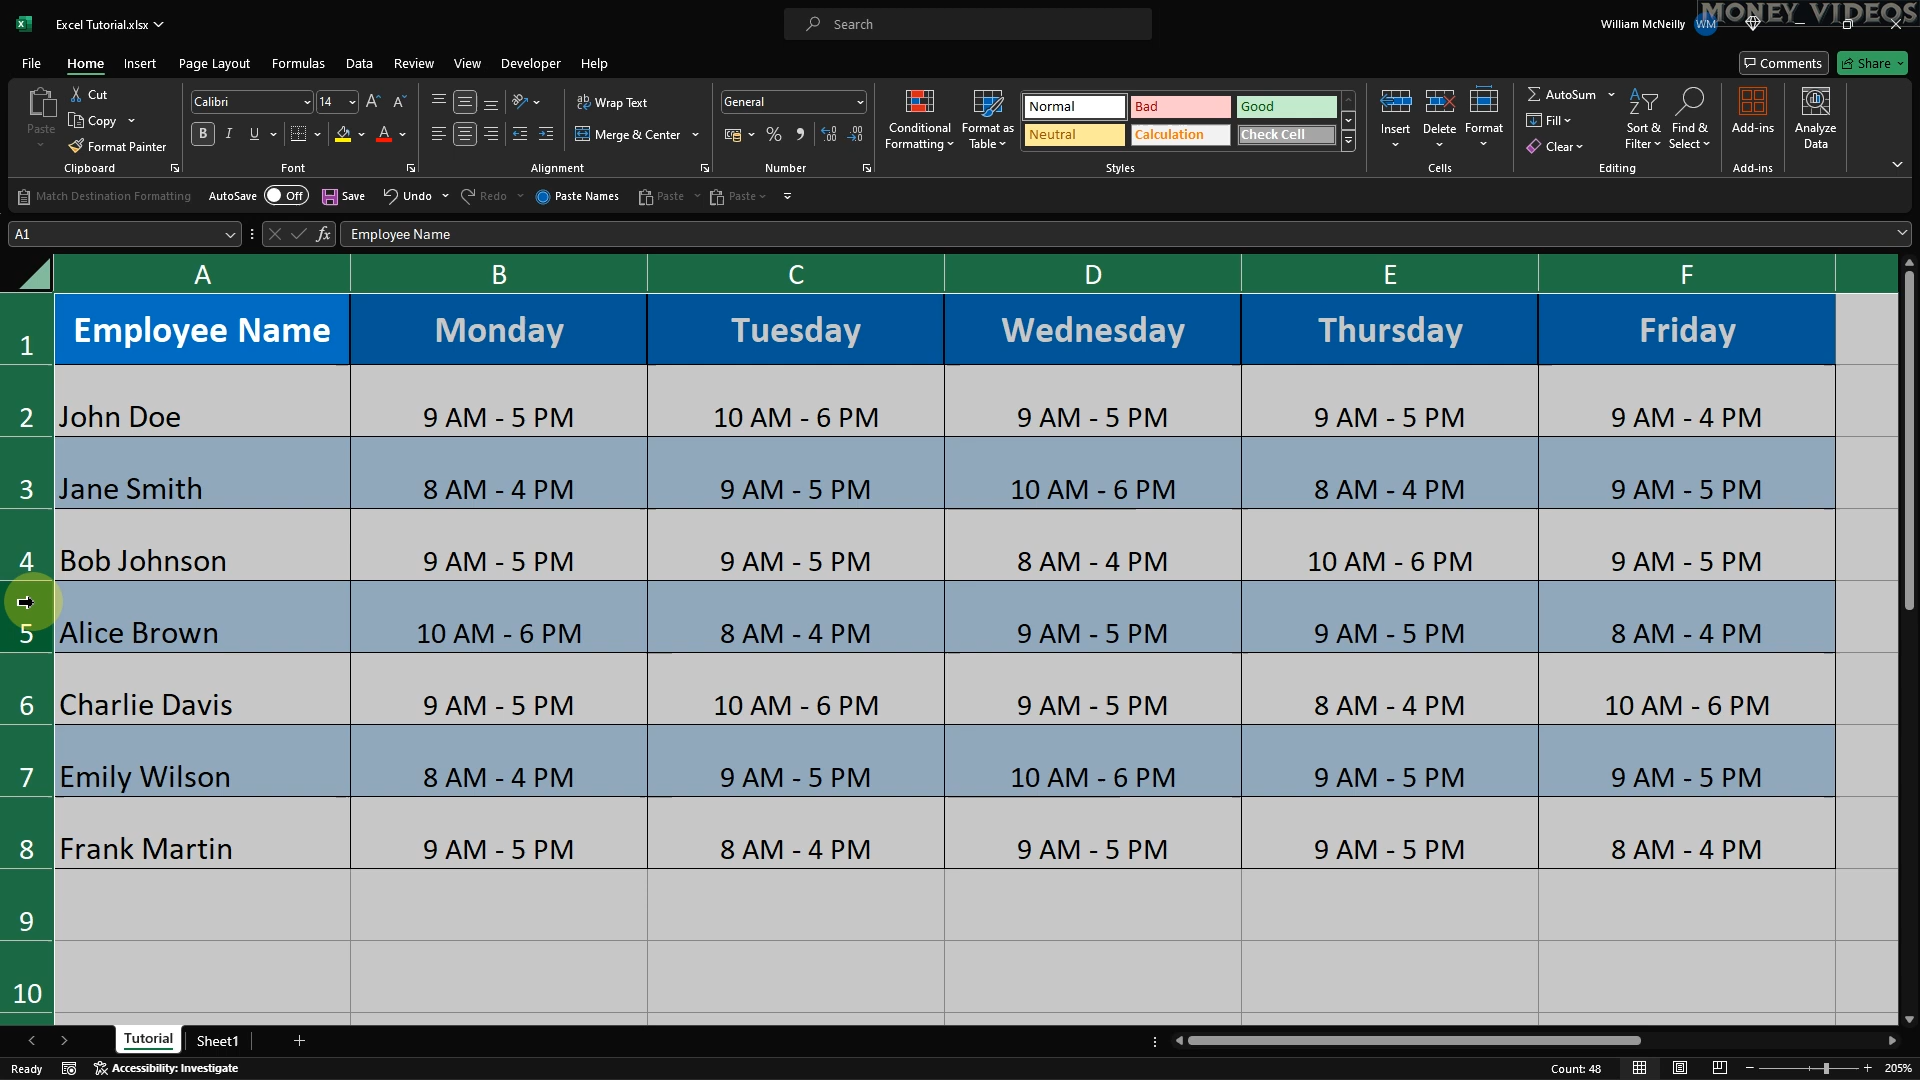 Excel Tutorial.xlsx
Search
William McNeilly
WM
MONEY VIDEOS
File
Home
Insert
Page Layout
Formulas
Data
Review
View
Developer
Help
Comments
Share
Paste
Cut
Copy
Format Painter
Clipboard
Calibri
14
B
I
U
Font
Wrap Text
Merge & Center
Alignment
General
Number
Conditional Formatting
Format as Table
Normal
Bad
Good
Neutral
Calculation
Check Cell
Styles
Insert
Delete
Format
Cells
AutoSum
Fill
Clear
Sort & Filter
Find & Select
Editing
Add-ins
Add-ins
Analyze Data
Match Destination Formatting
AutoSave
Off
Save
Undo
Redo
Paste Names
Paste
Paste
A1
fx
Employee Name
A B C D E F
1 Employee Name Monday Tuesday Wednesday Thursday Friday
2 John Doe 9 AM - 5 PM 10 AM - 6 PM 9 AM - 5 PM 9 AM - 5 PM 9 AM - 4 PM
3 Jane Smith 8 AM - 4 PM 9 AM - 5 PM 10 AM - 6 PM 8 AM - 4 PM 9 AM - 5 PM
4 Bob Johnson 9 AM - 5 PM 9 AM - 5 PM 8 AM - 4 PM 10 AM - 6 PM 9 AM - 5 PM
5 Alice Brown 10 AM - 6 PM 8 AM - 4 PM 9 AM - 5 PM 9 AM - 5 PM 8 AM - 4 PM
6 Charlie Davis 9 AM - 5 PM 10 AM - 6 PM 9 AM - 5 PM 8 AM - 4 PM 10 AM - 6 PM
7 Emily Wilson 8 AM - 4 PM 9 AM - 5 PM 10 AM - 6 PM 9 AM - 5 PM 9 AM - 5 PM
8 Frank Martin 9 AM - 5 PM 8 AM - 4 PM 9 AM - 5 PM 9 AM - 5 PM 8 AM - 4 PM
9
10
Tutorial
Sheet1
Ready
Accessibility: Investigate
Count: 48
205%